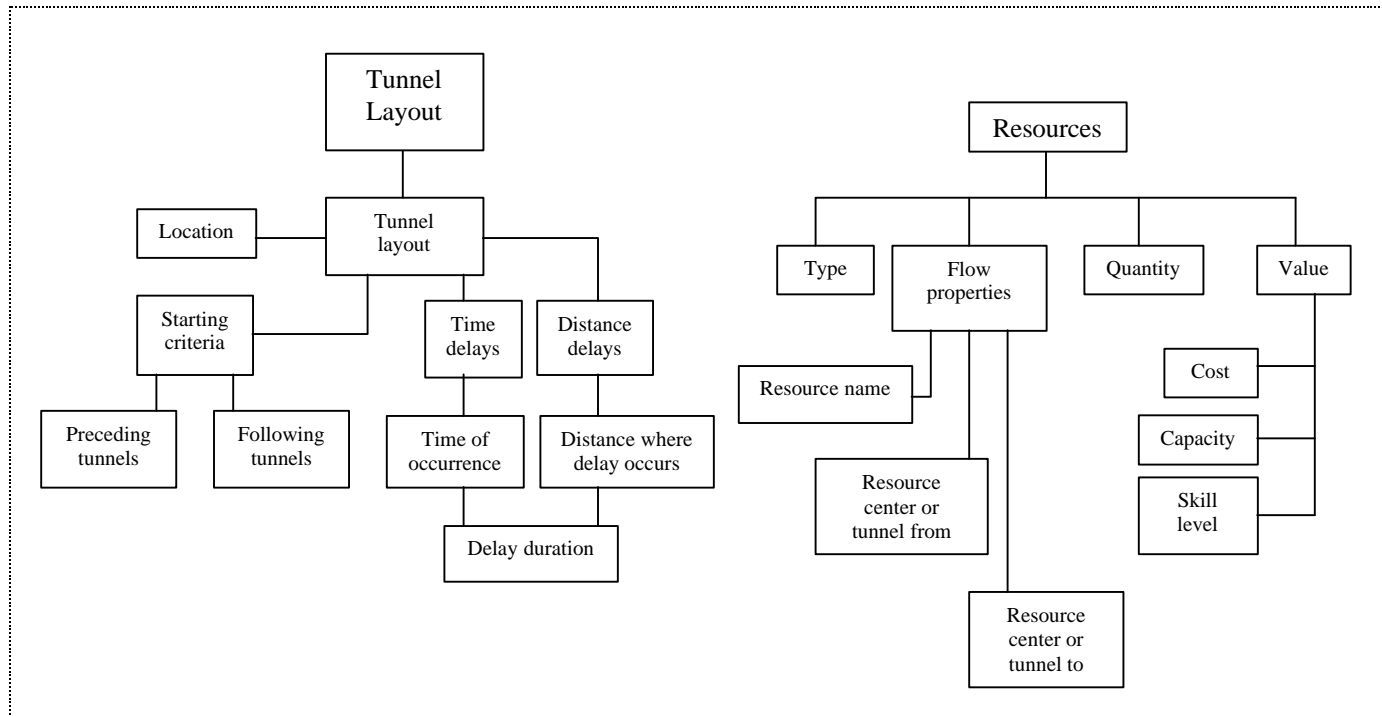 Tunnel
Layout
Location
Tunnel
layout
Starting
criteria
Time
delays
Distance
delays
Preceding
tunnels
Following
tunnels
Time of
occurrence
Distance where
delay occurs
Delay duration
Resources
Type
Flow
properties
Quantity
Value
Resource name
Resource
center or
tunnel from
Resource
center or
tunnel to
Cost
Capacity
Skill
level